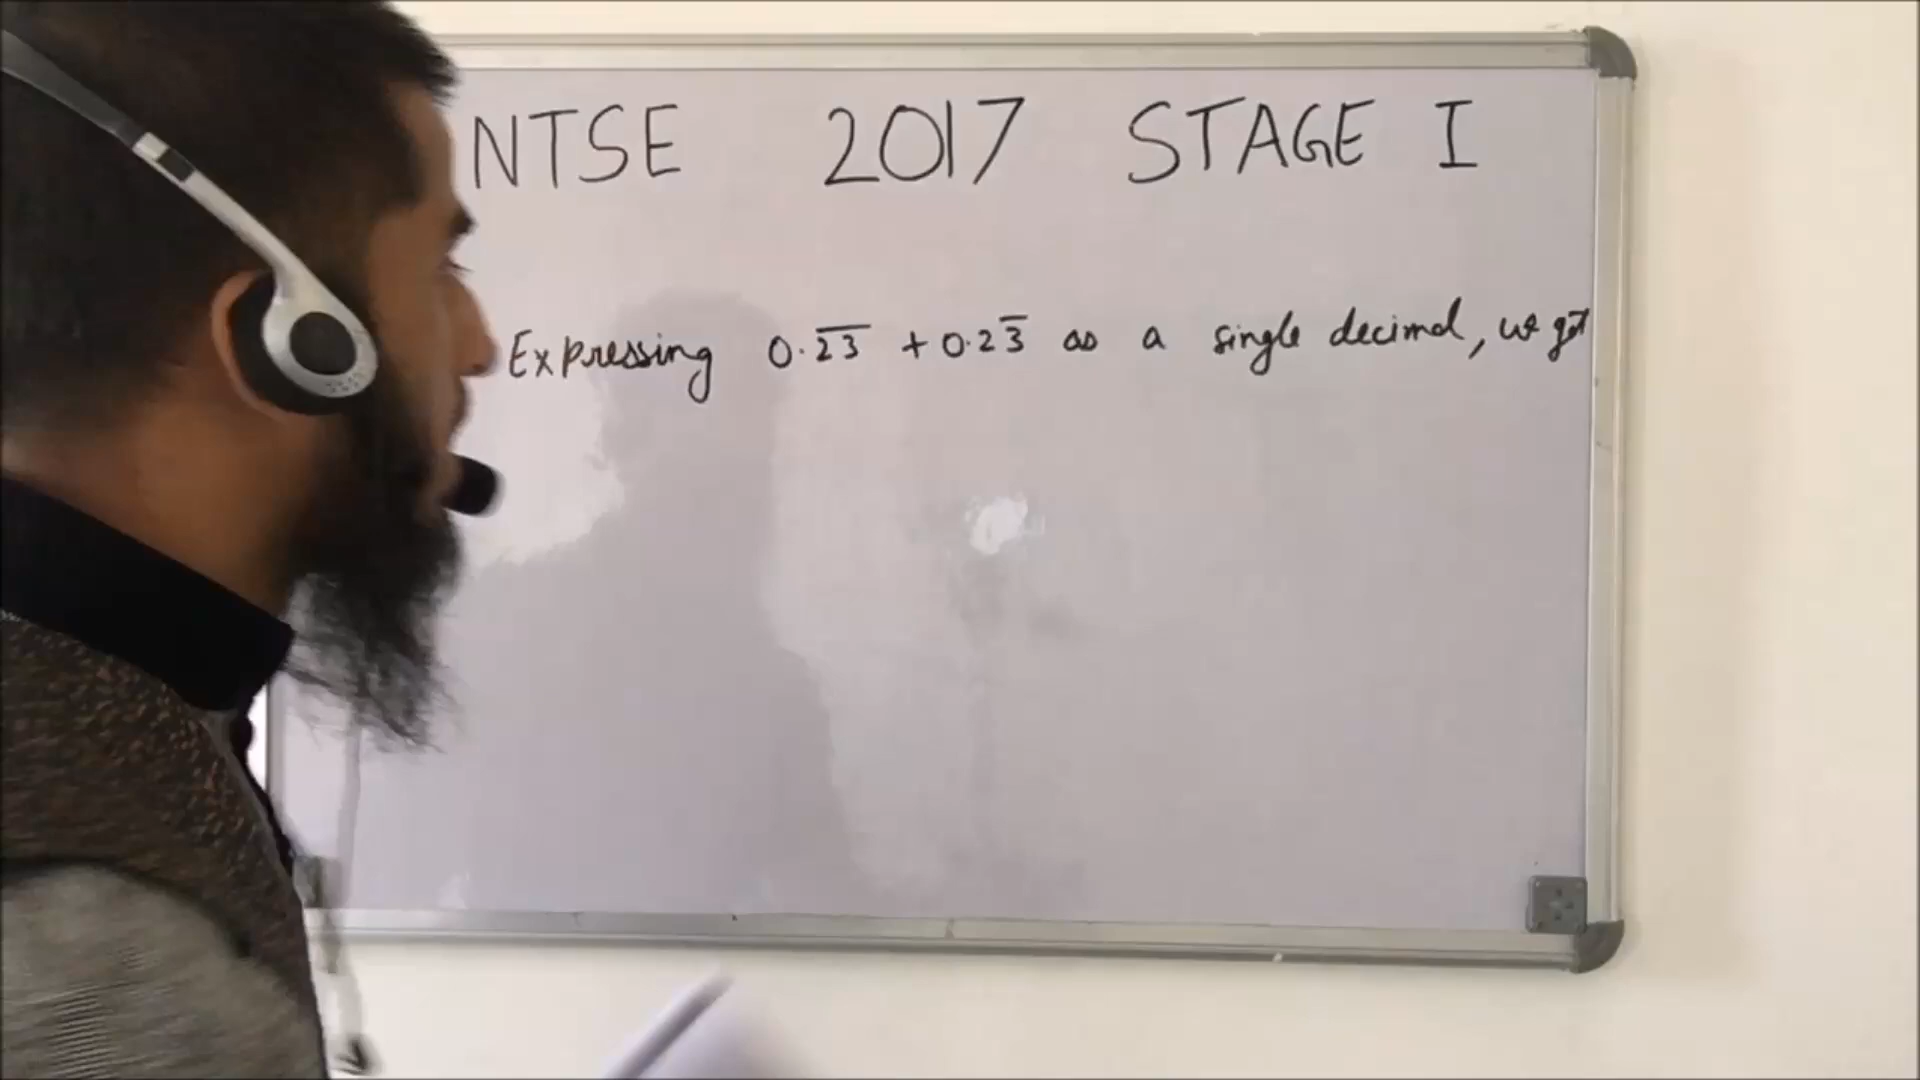 NTSE 2017 STAGE I
Expressing 0.2̅3̅ + 0.23̅ as a single decimal, we get